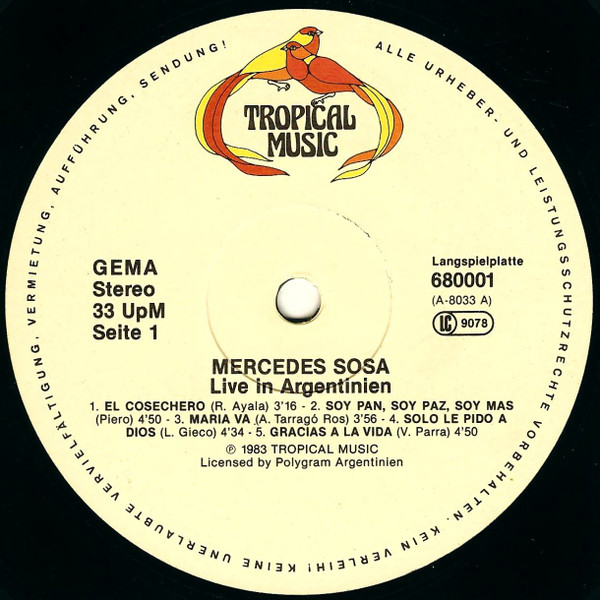 TROPICAL
MUSIC
ALLE URHEBER- UND LEISTUNGSSCHUTZRECHTE VORBEHALTEN. KEIN VERLEIH! KEINE UNERLAUBTE VERVIELFÄLTIGUNG, VERMIETUNG, AUFFÜHRUNG, SENDUNG!
GEMA
Stereo
33 UpM
Seite 1
Langspielplatte
680001
(A-8033 A)
LC 9078
MERCEDES SOSA
Live in Argentinien
1. EL COSECHERO (R. Ayala) 3'16 - 2. SOY PAN, SOY PAZ, SOY MAS
(Piero) 4'50 - 3. MARIA VA (A. Tarragó Ros) 3'56 - 4. SOLO LE PIDO A
DIOS (L. Gieco) 4'34 - 5. GRACIAS A LA VIDA (V. Parra) 4'50
℗ 1983 TROPICAL MUSIC
Licensed by Polygram Argentinien